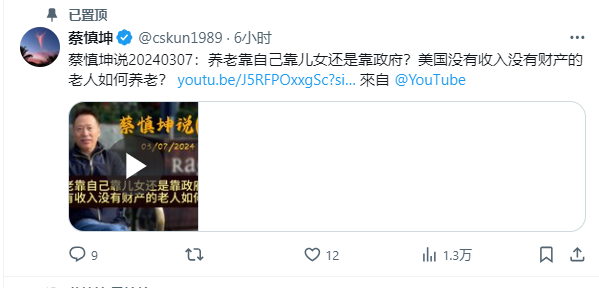 已置顶
蔡慎坤 @cskun1989 · 6小时
蔡慎坤说20240307：养老靠自己靠儿女还是靠政府？美国没有收入没有财产的
老人如何养老？ youtu.be/J5RFPOxxgSc?si... 來自 @YouTube
蔡慎坤说
03/07/2024
老靠自己靠儿女还是靠政府
有收入没有财产的老人如
9 12 1.3万